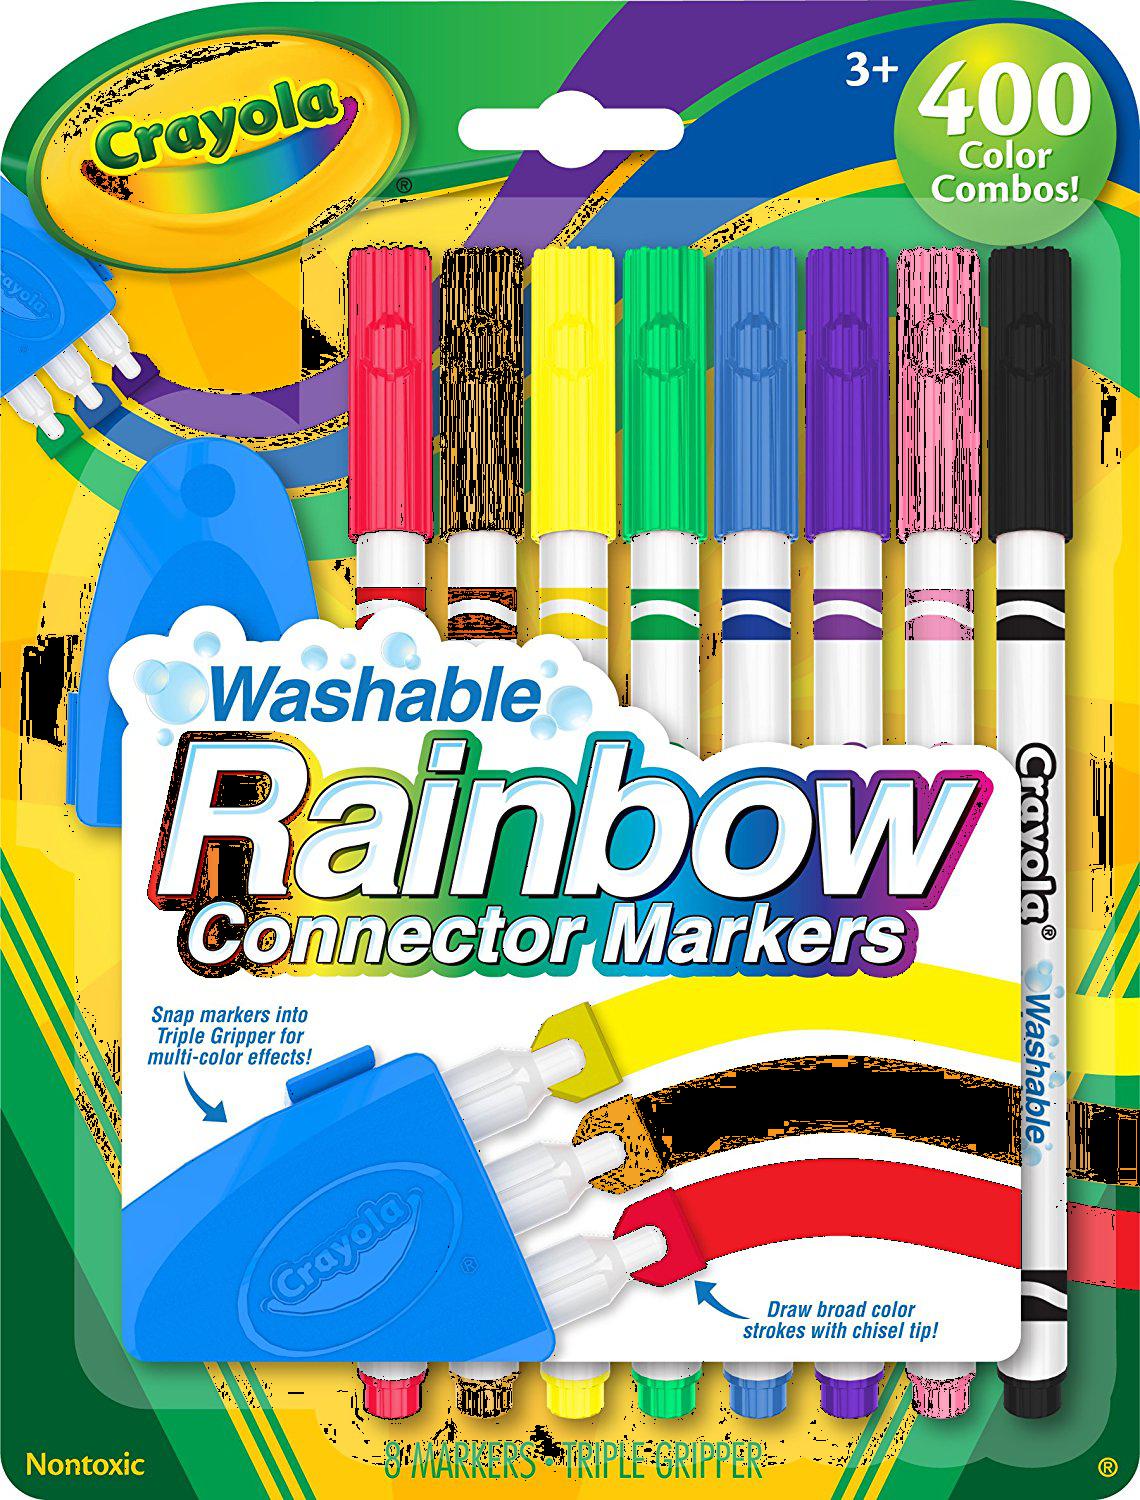 Crayola®
3+
400
Color
Combos!
Crayola
Washable
Rainbow
Connector Markers
Crayola®
Washable
Snap markers into
Triple Gripper for
multi-color effects!
Crayola®
Draw broad color
strokes with chisel tip!
Nontoxic
8 MARKERS • TRIPLE GRIPPER
®